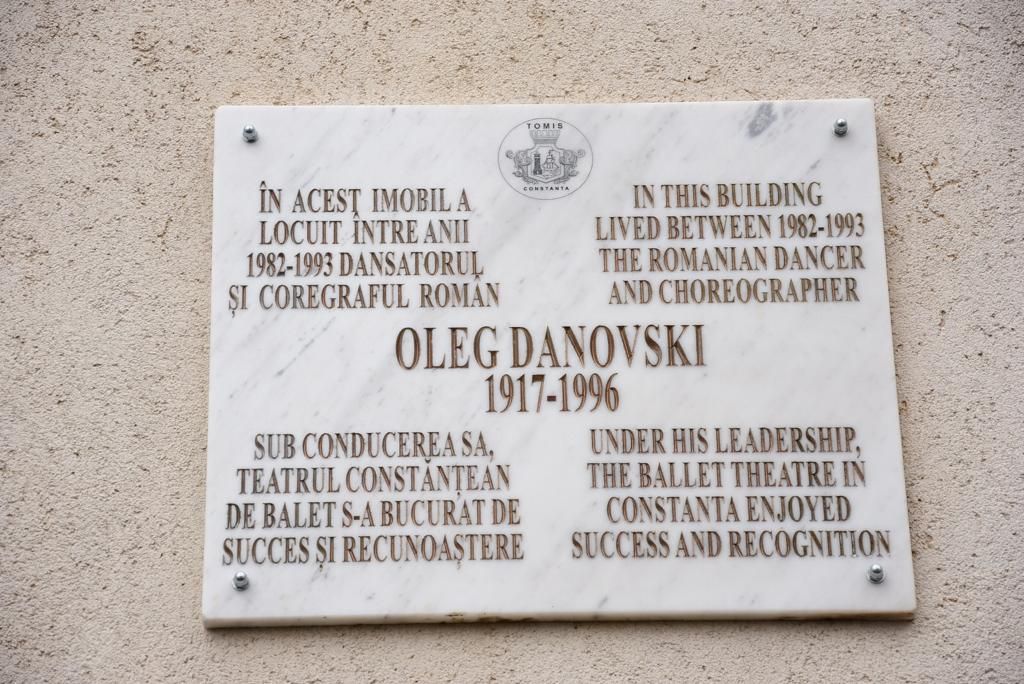 TOMIS
CONSTANTA
ÎN ACEST IMOBIL A
LOCUIT ÎNTRE ANII
1982-1993 DANSATORUL
ȘI COREGRAFUL ROMÂN
IN THIS BUILDING
LIVED BETWEEN 1982-1993
THE ROMANIAN DANCER
AND CHOREOGRAPHER
OLEG DANOVSKI
1917-1996
SUB CONDUCEREA SA,
TEATRUL CONSTĂNȚEAN
DE BALET S-A BUCURAT DE
SUCCES ȘI RECUNOAȘTERE
UNDER HIS LEADERSHIP,
THE BALLET THEATRE IN
CONSTANTA ENJOYED
SUCCESS AND RECOGNITION